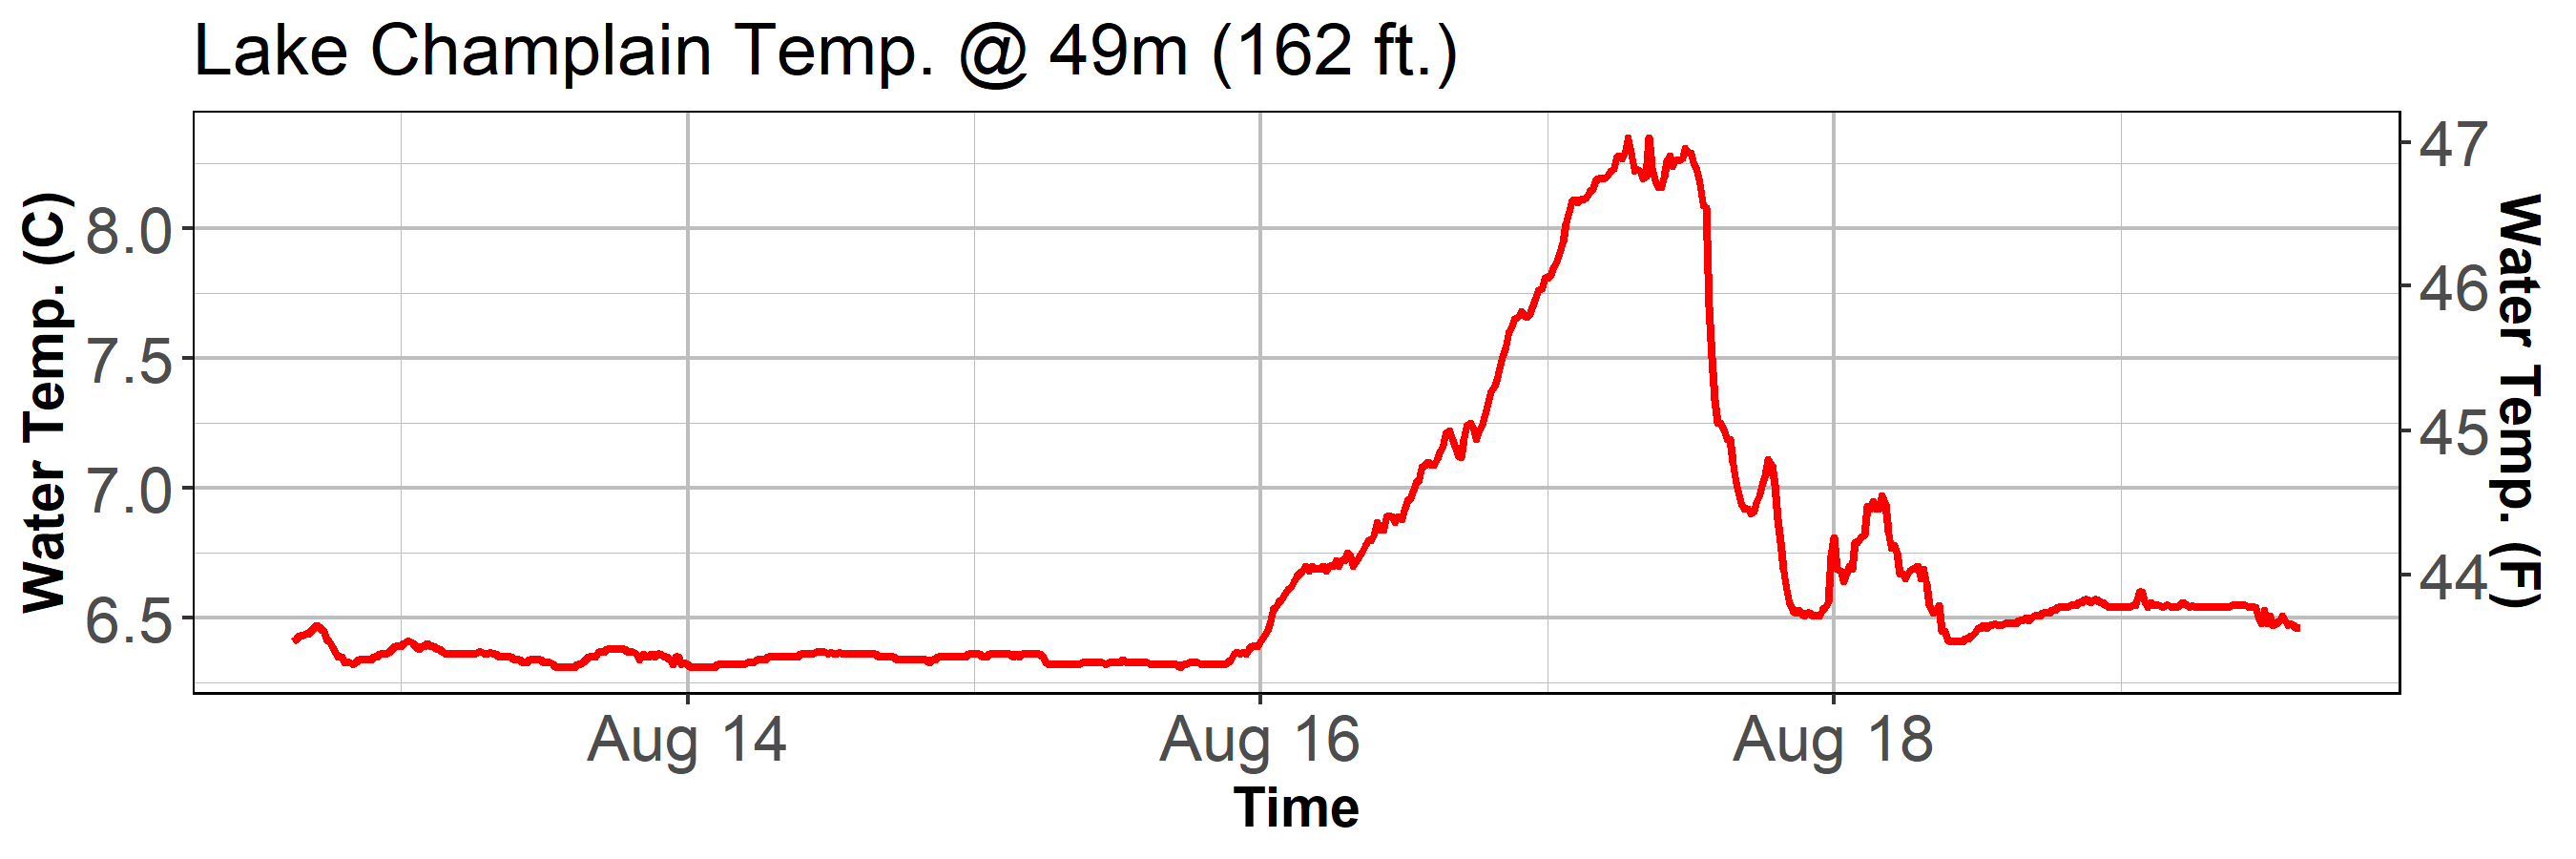 Lake Champlain Temp. @ 49m (162 ft.)
Water Temp. (C)
8.0
7.5
7.0
6.5
47
46
45
44
Water Temp. (F)
Aug 14
Aug 16
Aug 18
Time